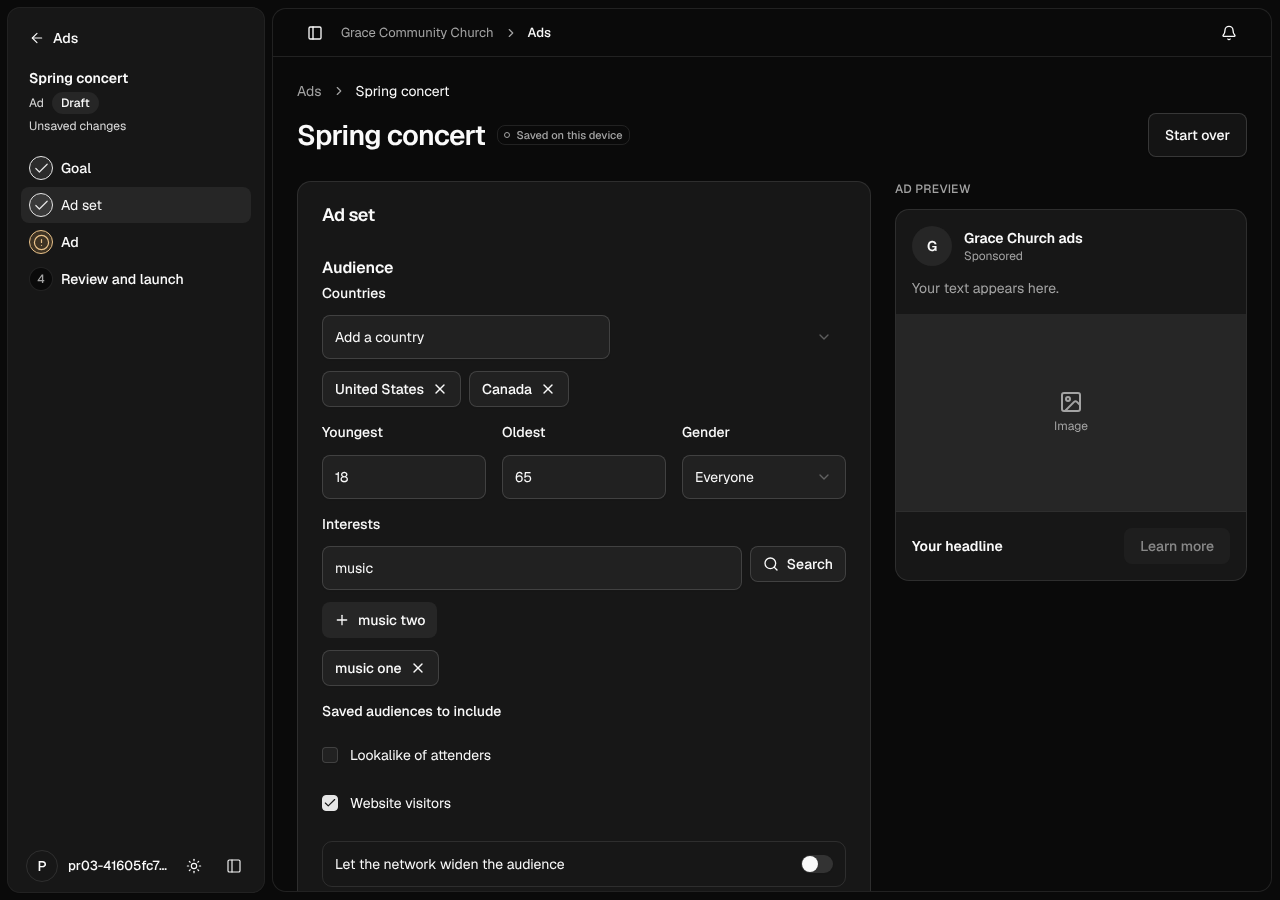 Ads
Spring concert
Ad Draft
Unsaved changes
Goal
Ad set
Ad
4 Review and launch
P pr03-41605fc7...
Grace Community Church > Ads
Ads > Spring concert
Spring concert Saved on this device
Start over
Ad set
Audience
Countries
Add a country
United States Canada
Youngest Oldest Gender
18 65 Everyone
Interests
music Search
music two
music one
Saved audiences to include
Lookalike of attenders
Website visitors
Let the network widen the audience
AD PREVIEW
G Grace Church ads
Sponsored
Your text appears here.
Image
Your headline Learn more